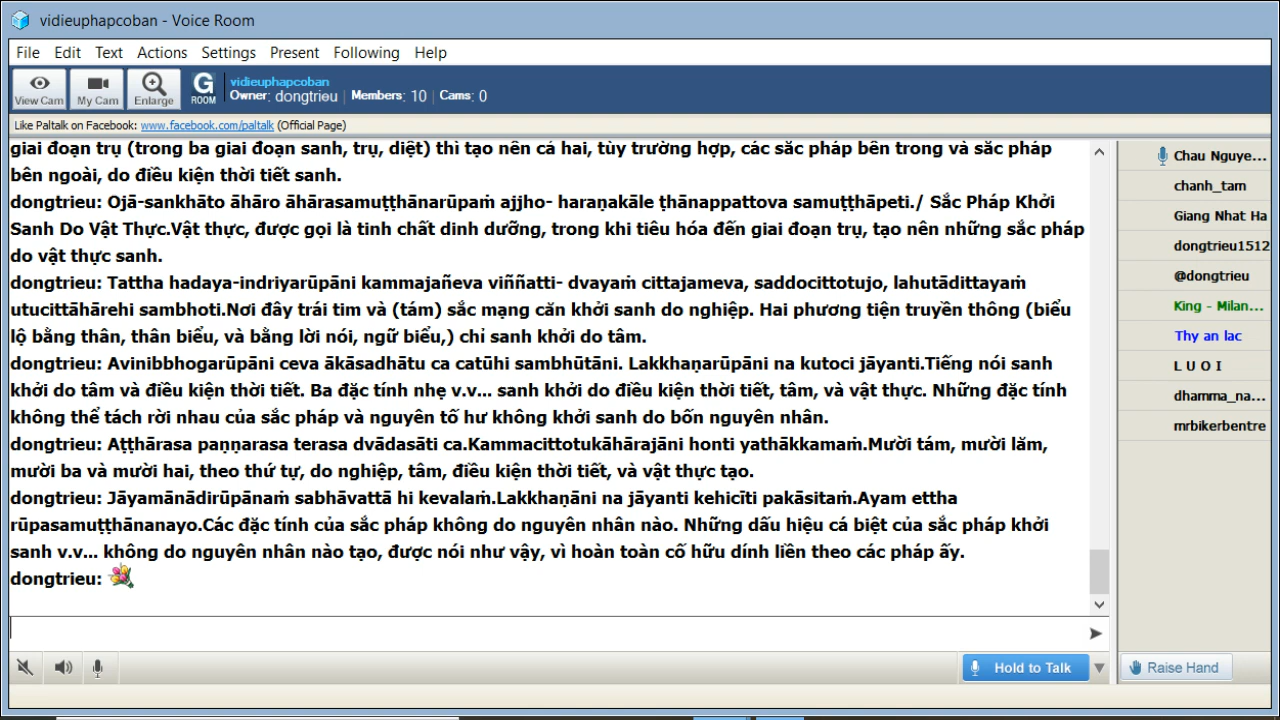 vidieuphapcoban - Voice Room
File Edit Text Actions Settings Present Following Help
View Cam
My Cam
Enlarge
G ROOM
vidieuphapcoban
Owner: dongtrieu | Members: 10 | Cams: 0
Like Paltalk on Facebook: www.facebook.com/paltalk (Official Page)
giai đoạn trụ (trong ba giai đoạn sanh, trụ, diệt) thì tạo nên cả hai, tùy trường hợp, các sắc pháp bên trong và sắc pháp
bên ngoài, do điều kiện thời tiết sanh.
dongtrieu: Ojā-sankhāto āhāro āhārasamuṭṭhānarūpaṁ ajjho- haraṇakāle ṭhānappattova samuṭṭhāpeti./ Sắc Pháp Khởi
Sanh Do Vật Thực.Vật thực, được gọi là tinh chất dinh dưỡng, trong khi tiêu hóa đến giai đoạn trụ, tạo nên những sắc pháp
do vật thực sanh.
dongtrieu: Tattha hadaya-indriyarūpāni kammajañeva viññatti- dvayaṁ cittajameva, saddocittotujo, lahutādittayaṁ
utucittāhārehi sambhoti.Nơi đây trái tim và (tám) sắc mạng căn khởi sanh do nghiệp. Hai phương tiện truyền thông (biểu
lộ bằng thân, thân biểu, và bằng lời nói, ngữ biểu,) chỉ sanh khởi do tâm.
dongtrieu: Avinibbhogarūpāni ceva ākāsadhātu ca catūhi sambhūtāni. Lakkhaṇarūpāni na kutoci jāyanti.Tiếng nói sanh
khởi do tâm và điều kiện thời tiết. Ba đặc tính nhẹ v.v... sanh khởi do điều kiện thời tiết, tâm, và vật thực. Những đặc tính
không thể tách rời nhau của sắc pháp và nguyên tố hư không khởi sanh do bốn nguyên nhân.
dongtrieu: Aṭṭhārasa paṇṇarasa terasa dvādasāti ca.Kammacittotukāhārajāni honti yathākkamaṁ.Mười tám, mười lăm,
mười ba và mười hai, theo thứ tự, do nghiệp, tâm, điều kiện thời tiết, và vật thực tạo.
dongtrieu: Jāyamānādirūpānaṁ sabhāvattā hi kevalaṁ.Lakkhaṇāni na jāyanti kehicīti pakāsitaṁ.Ayam ettha
rūpasamuṭṭhānanayo.Các đặc tính của sắc pháp không do nguyên nhân nào. Những dấu hiệu cá biệt của sắc pháp khởi
sanh v.v... không do nguyên nhân nào tạo, được nói như vậy, vì hoàn toàn cố hữu dính liền theo các pháp ấy.
dongtrieu:
Chau Nguye...
chanh_tam
Giang Nhat Ha
dongtrieu1512
@dongtrieu
King - Milan...
Thy an lac
L U O I
dhamma_na...
mrbikerbentre
Hold to Talk
Raise Hand